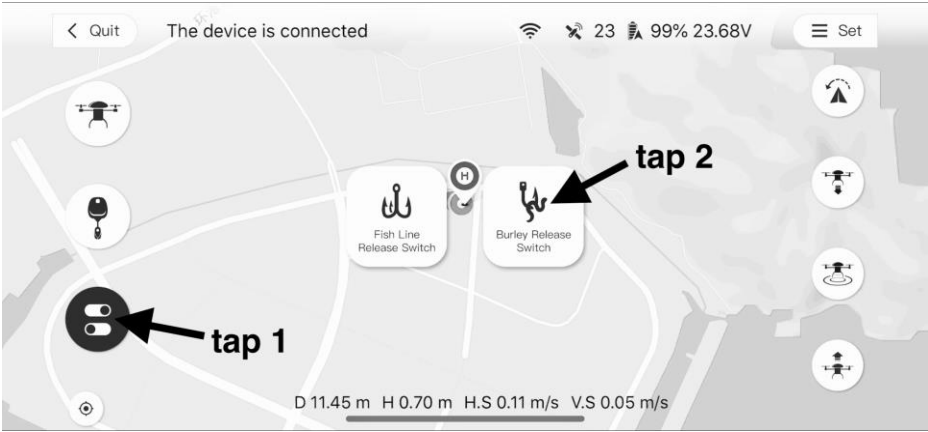 Quit
The device is connected
23
99% 23.68V
Set
tap 2
H
Fish Line
Release Switch
Burley Release
Switch
tap 1
D 11.45 m H 0.70 m H.S 0.11 m/s V.S 0.05 m/s